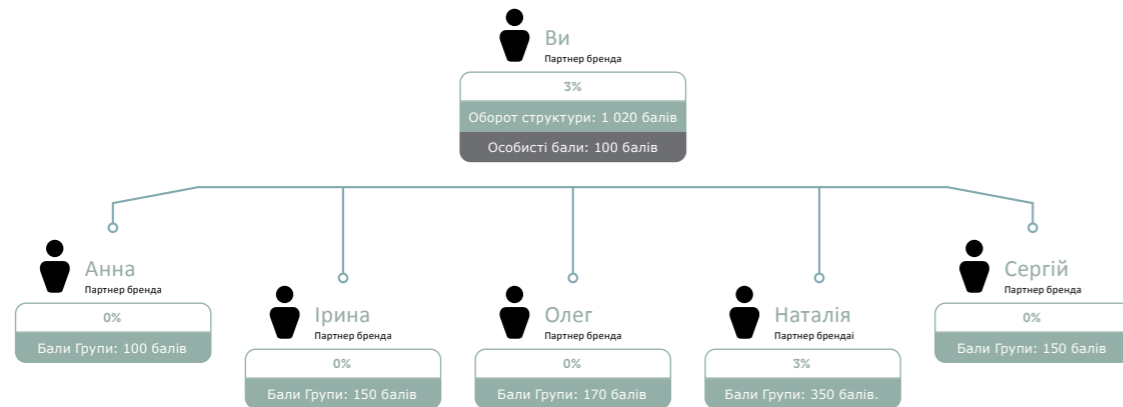 Ви
Партнер бренда
3%
Оборот структури: 1 020 балів
Особисті бали: 100 балів
Анна
Партнер бренда
0%
Бали Групи: 100 балів
Ірина
Партнер бренда
0%
Бали Групи: 150 балів
Олег
Партнер бренда
0%
Бали Групи: 170 балів
Наталія
Партнер брендаі
3%
Бали Групи: 350 балів.
Сергій
Партнер бренда
0%
Бали Групи: 150 балів